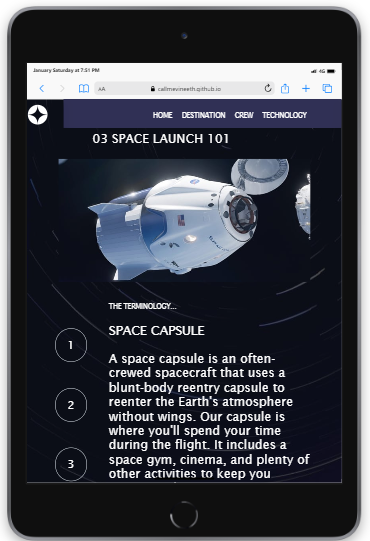 January Saturday at 7:51 PM
4G
AA
callmevineeth.github.io
HOME DESTINATION CREW TECHNOLOGY
03 SPACE LAUNCH 101
THE TERMINOLOGY...
SPACE CAPSULE
1
2
3
A space capsule is an often-
crewed spacecraft that uses a
blunt-body reentry capsule to
reenter the Earth's atmosphere
without wings. Our capsule is
where you'll spend your time
during the flight. It includes a
space gym, cinema, and plenty of
other activities to keep you